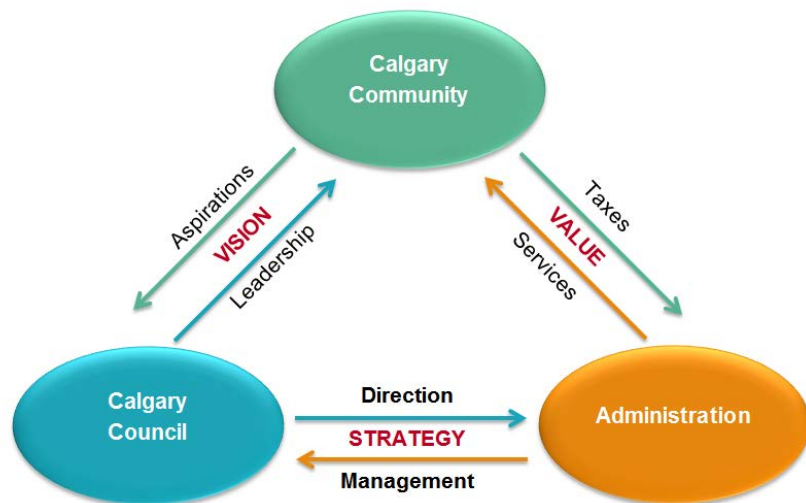 Calgary
Community
Aspirations
VISION
Leadership
Taxes
VALUE
Services
Calgary
Council
Direction
STRATEGY
Management
Administration